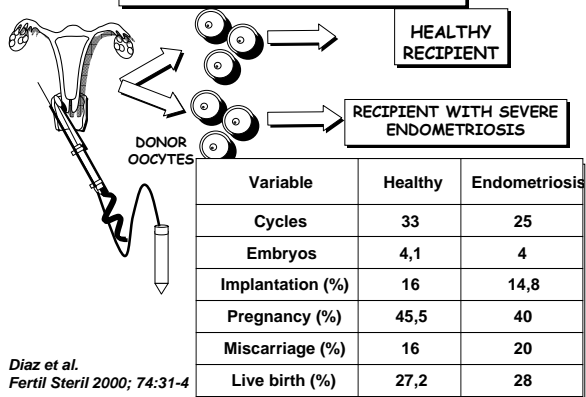 HEALTHY
RECIPIENT
RECIPIENT WITH SEVERE
ENDOMETRIOSIS
DONOR
OOCYTES
Variable Healthy Endometriosis
Cycles 33 25
Embryos 4,1 4
Implantation (%) 16 14,8
Pregnancy (%) 45,5 40
Miscarriage (%) 16 20
Live birth (%) 27,2 28
Diaz et al.
Fertil Steril 2000; 74:31-4